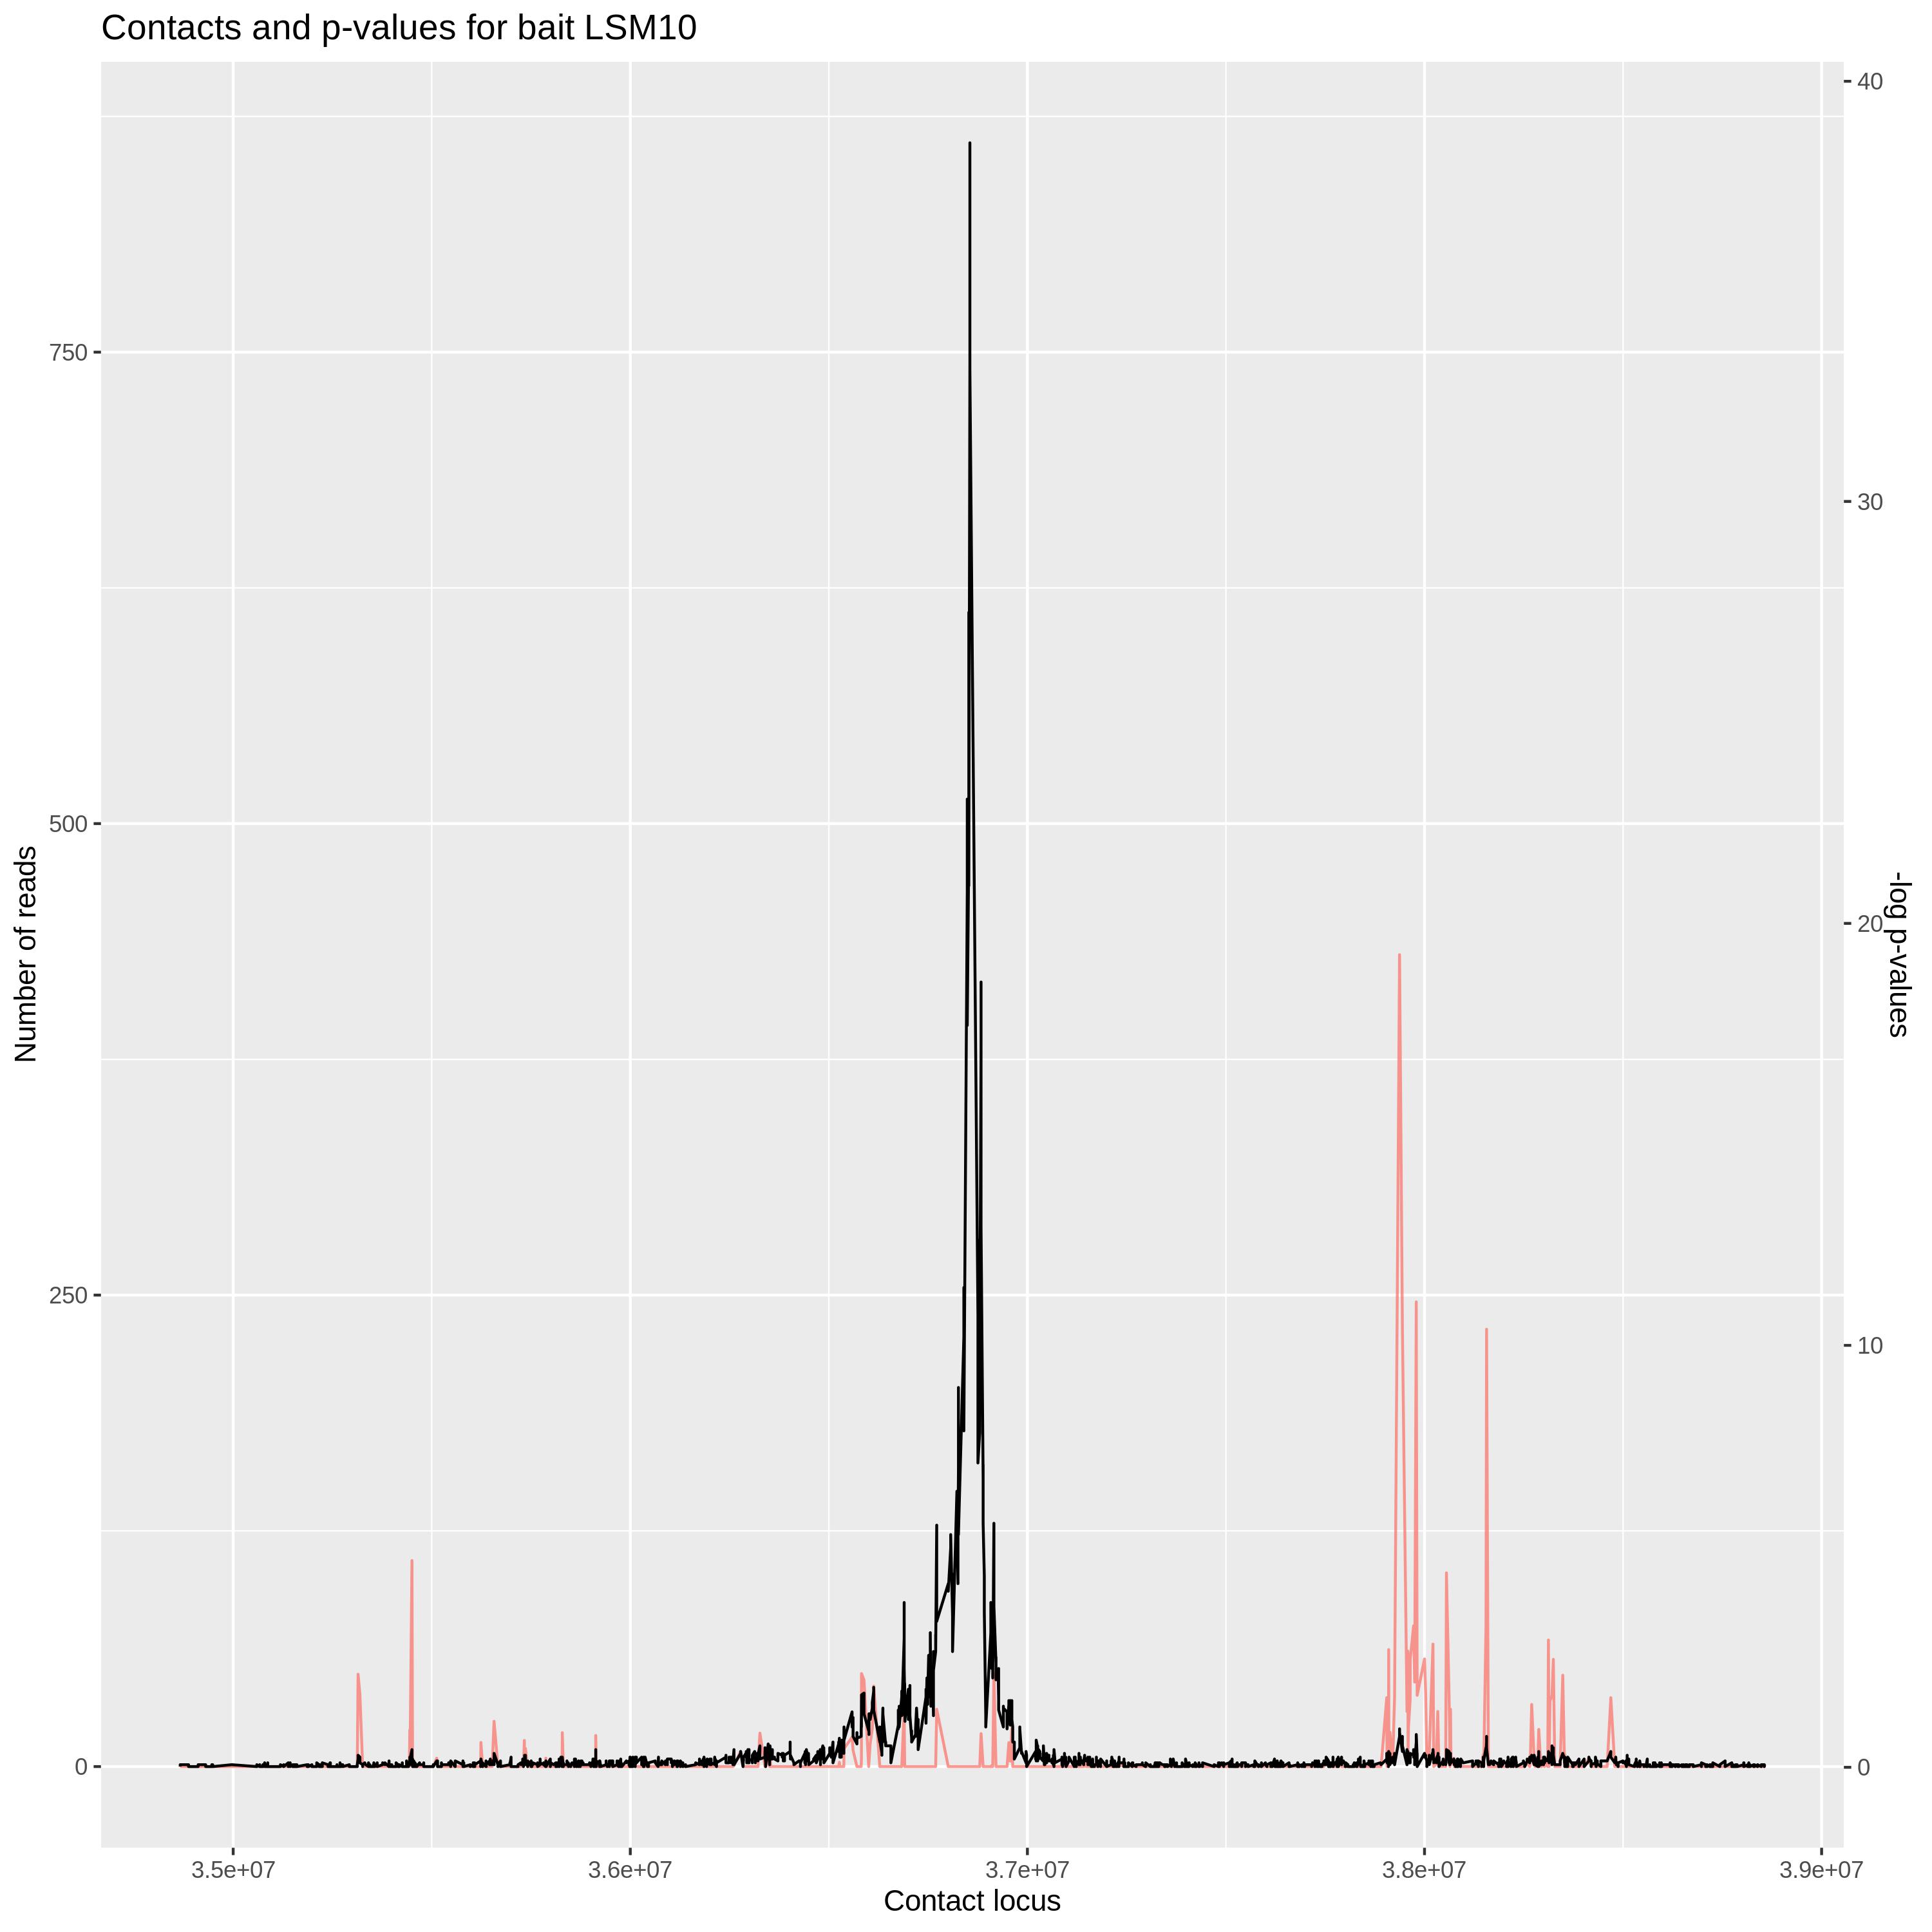 Contacts and p-values for bait LSM10
40
750
30
500
20
250
10
0
0
Number of reads
-log p-values
3.5e+07
3.6e+07
3.7e+07
3.8e+07
3.9e+07
Contact locus